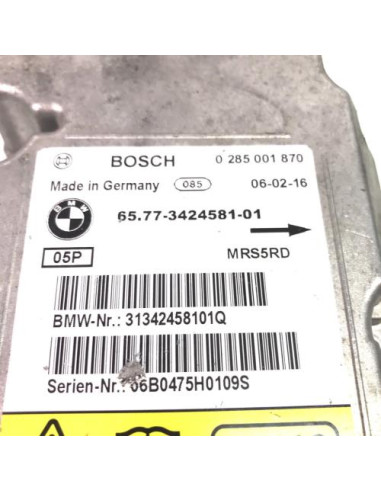 BOSCH 0 285 001 870
Made in Germany 085 06-02-16
BMW 65.77-3424581-01
05P MRS5RD
BMW-Nr.: 31342458101Q
Serien-Nr.: 06B0475H0109S